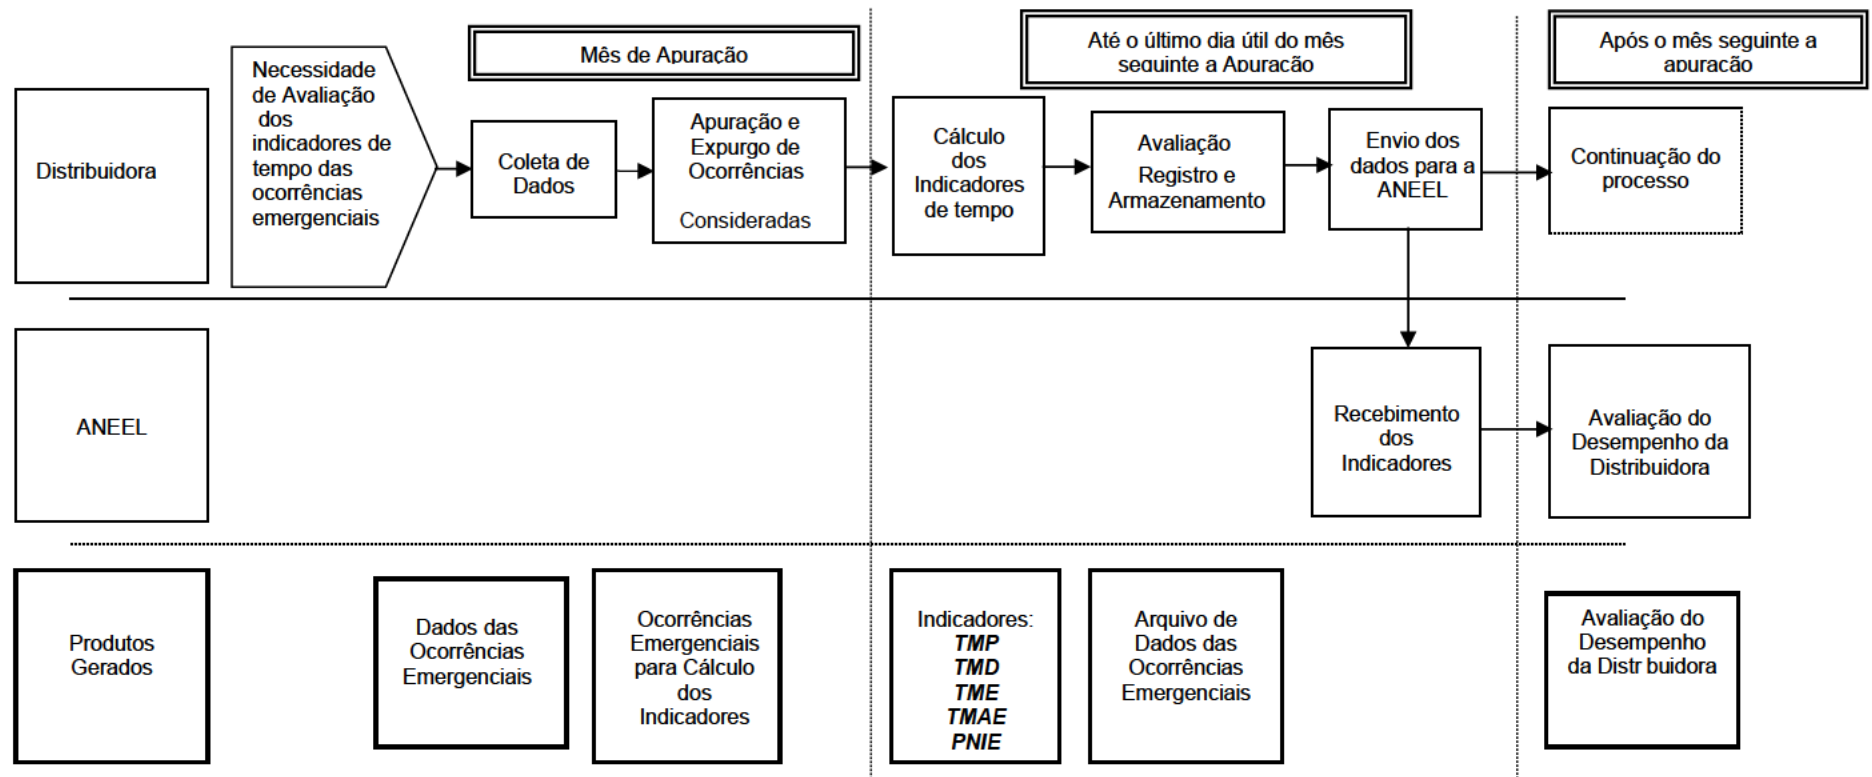 Mês de Apuração
Até o último dia útil do mês
seguinte a Apuração
Após o mês seguinte a
apuração
Distribuidora
Necessidade
de Avaliação
dos
indicadores de
tempo das
ocorrências
emergenciais
Coleta de
Dados
Apuração e
Expurgo de
Ocorrências
Consideradas
Cálculo
dos
Indicadores
de tempo
Avaliação
Registro e
Armazenamento
Envio dos
dados para a
ANEEL
Continuação do
processo
ANEEL
Recebimento
dos
Indicadores
Avaliação do
Desempenho da
Distribuidora
Produtos
Gerados
Dados das
Ocorrências
Emergenciais
Ocorrências
Emergenciais
para Cálculo
dos
Indicadores
Indicadores:
TMP
TMD
TME
TMAE
PNIE
Arquivo de
Dados das
Ocorrências
Emergenciais
Avaliação do
Desempenho
da Distr buidora